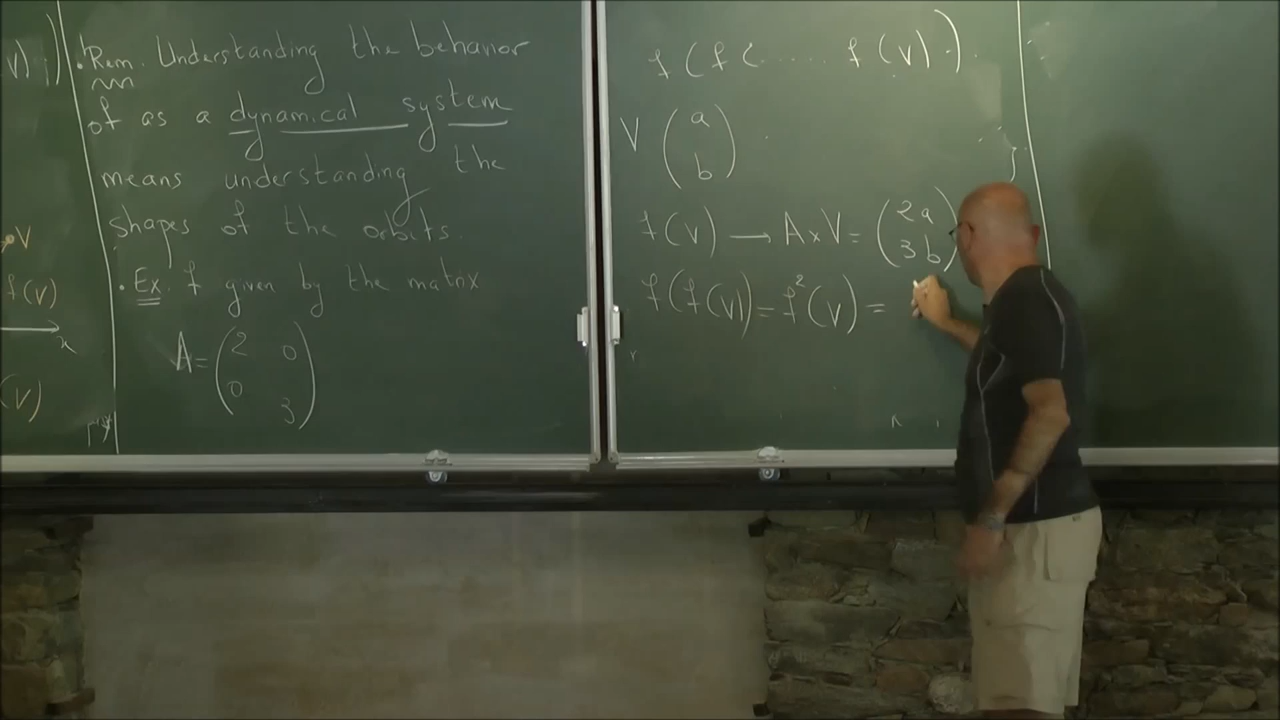 V)
V
f(V)
x
(V)
• Rem. Understanding the behavior
of as a dynamical system
means understanding the
shapes of the orbits.
• Ex. f given by the matrix
A = (2 0
0 3)
f(f(...... f(V)).
V (a
b)
f(V) — A x V = (2a
3b)
f(f(V)) = f²(V) =